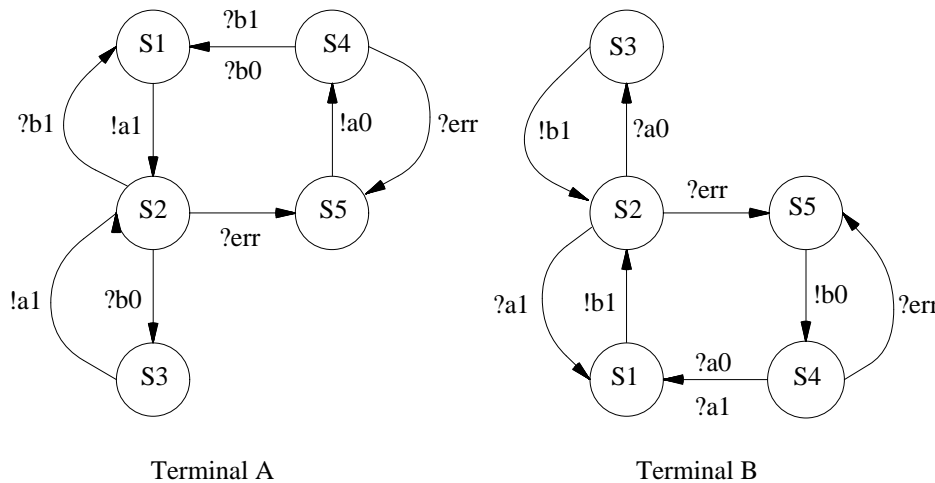 ?b1
S1
S4
?b0
?b1
!a1
!a0
?err
S2
S5
?err
!a1
?b0
S3
Terminal A
S3
!b1
?a0
S2
?err
S5
?a1
!b1
!b0
?err
S1
?a0
S4
?a1
Terminal B